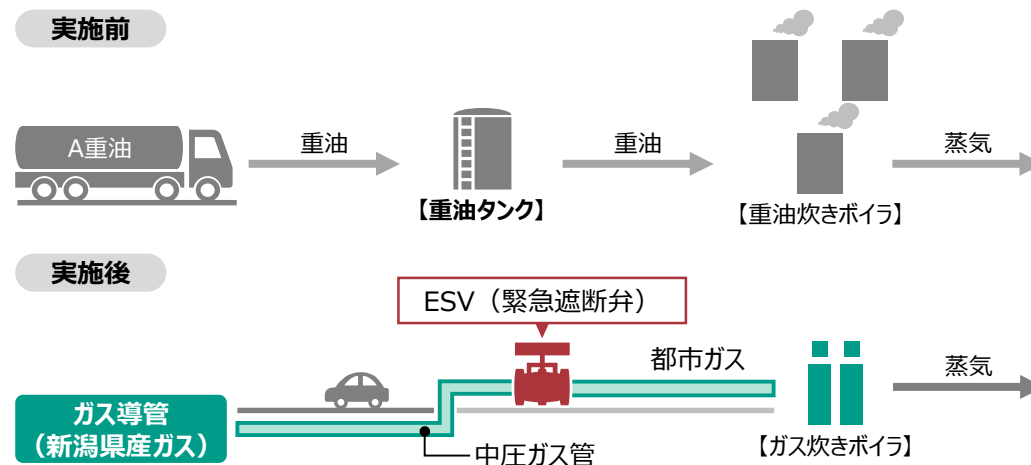 実施前
A重油
重油
重油
蒸気
【重油タンク】
【重油炊きボイラ】
実施後
ESV（緊急遮断弁）
都市ガス
蒸気
ガス導管
（新潟県産ガス）
中圧ガス管
【ガス炊きボイラ】